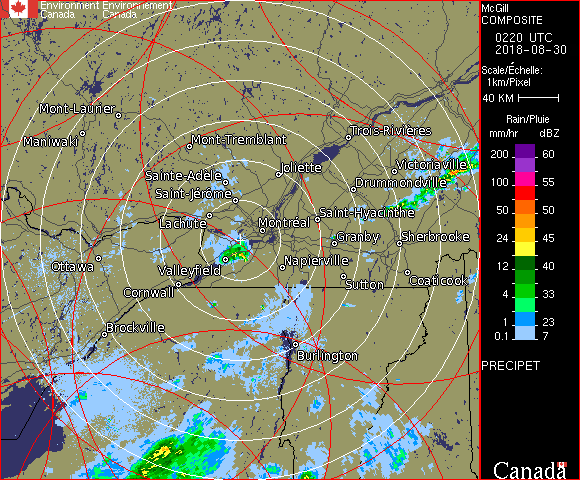 Environment Environnement
Canada Canada
McGill
COMPOSITE
0220 UTC
2018-08-30
Scale/Échelle:
1km/Pixel
40 KM
Rain/Pluie
mm/hr dBZ
200 60
100 55
50 50
24 45
12 40
4 33
1 23
0.1 7
PRECIPET
Canada
Mont-Laurier
Maniwaki
Mont-Tremblant
Trois-Rivières
Joliette
Victoriaville
Sainte-Adèle
Drummondville
Saint-Jérôme
Lachute
Saint-Hyacinthe
Montréal
Granby
Sherbrooke
Ottawa
Valleyfield
Napierville
Cornwall
Sutton
Coaticook
Brockville
Burlington